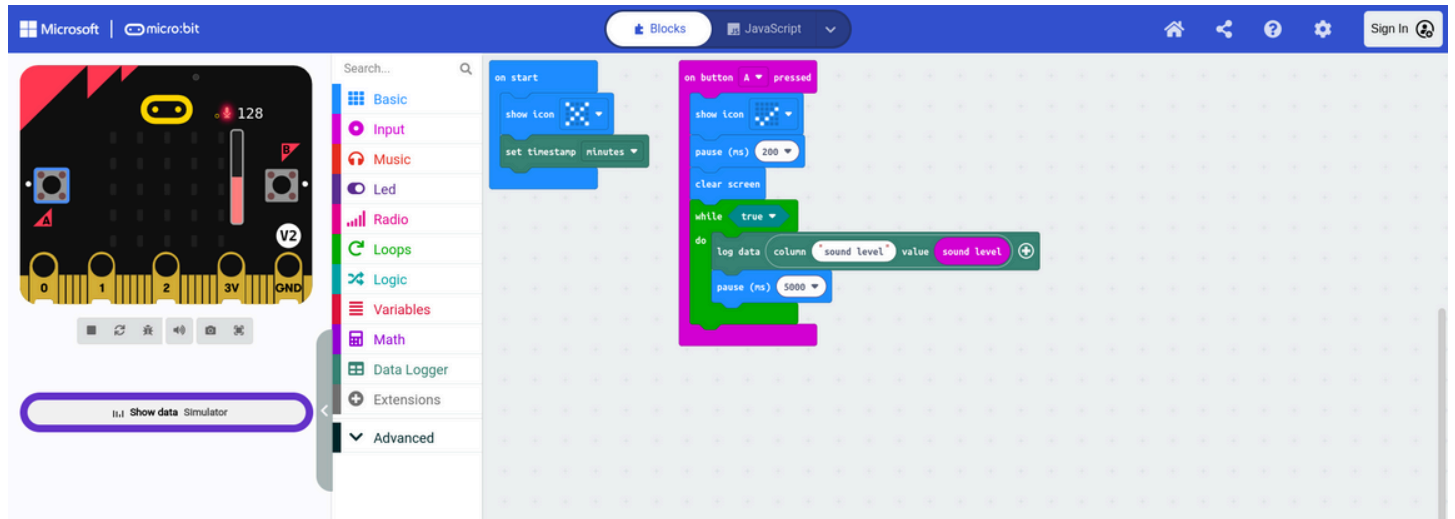 Microsoft micro:bit Blocks JavaScript Sign In
128
B
A
V2
0 1 2 3V GND
Show data Simulator
Search...
Basic
Input
Music
Led
Radio
Loops
Logic
Variables
Math
Data Logger
Extensions
Advanced
on start
show icon
set timestamp minutes
on button A pressed
show icon
pause (ms) 200
clear screen
while true
do
log data column "sound level" value sound level
pause (ms) 5000